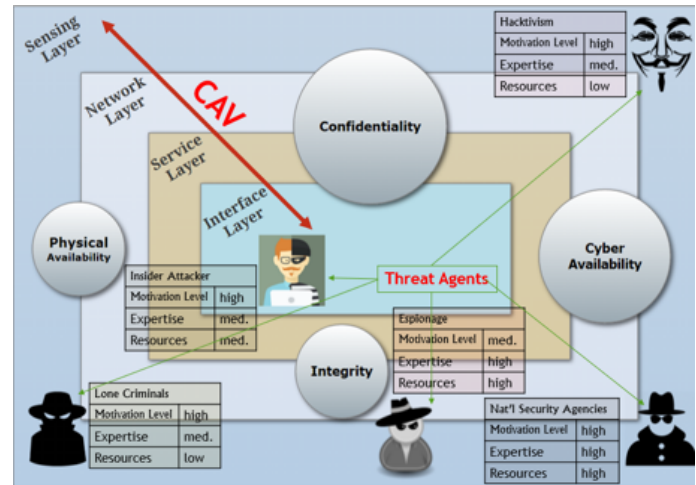 Sensing
Layer
Network
Layer
Service
Layer
Interface
Layer
CAV
Confidentiality
Hacktivism
Motivation Level high
Expertise med.
Resources low
Physical
Availability
Cyber
Availability
Threat Agents
Insider Attacker
Motivation Level high
Expertise med.
Resources med.
Espionage
Motivation Level med.
Expertise high
Resources high
Integrity
Lone Criminals
Motivation Level high
Expertise med.
Resources low
Nat'l Security Agencies
Motivation Level high
Expertise high
Resources high